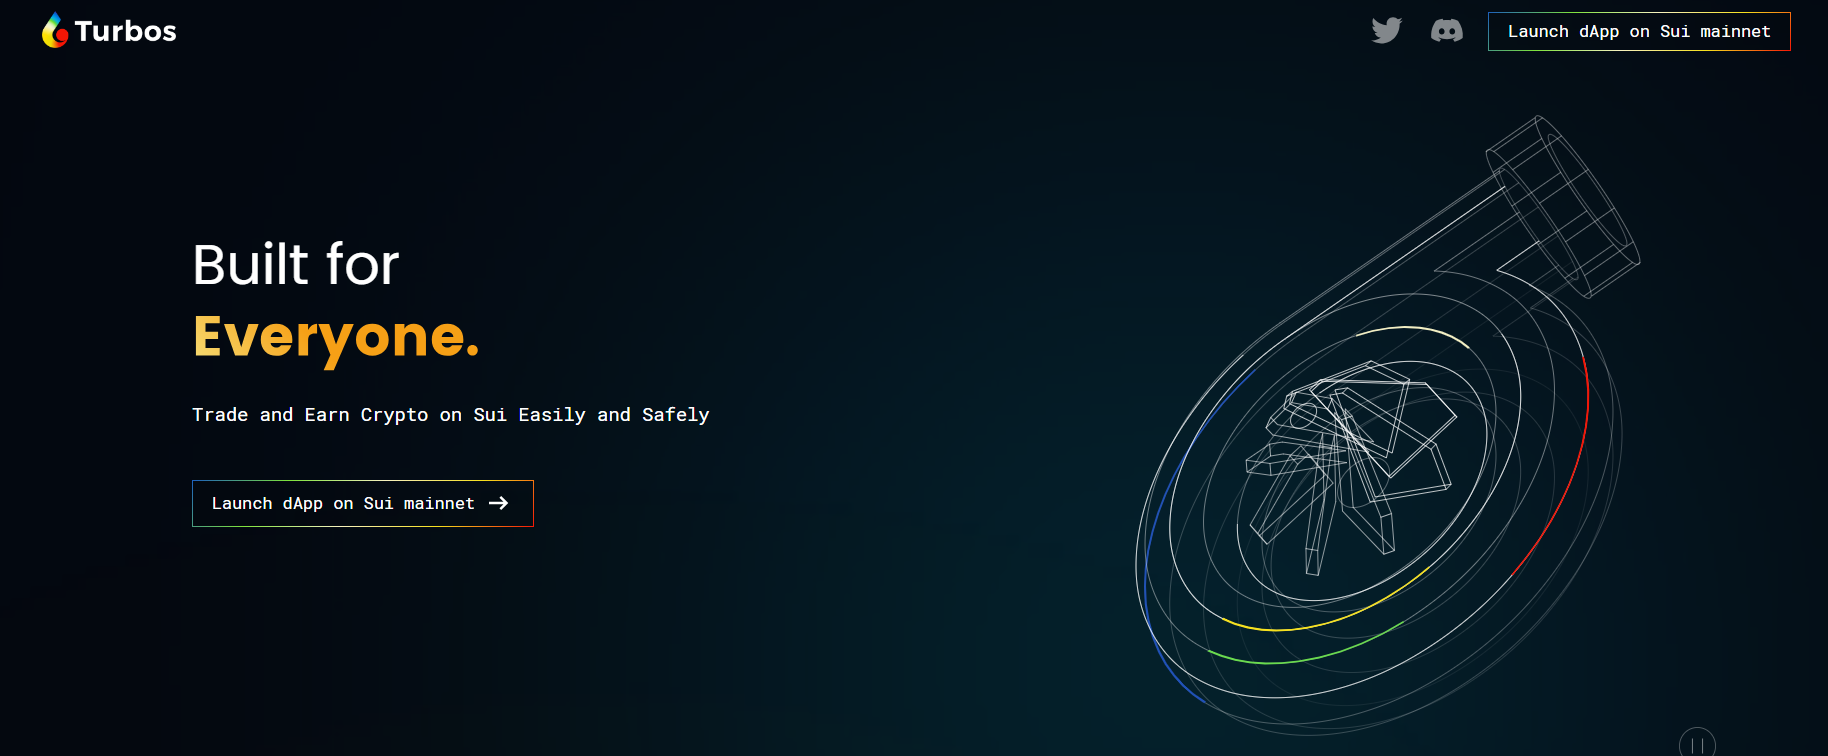 Turbos
Launch dApp on Sui mainnet
Built for
Everyone.
Trade and Earn Crypto on Sui Easily and Safely
Launch dApp on Sui mainnet →